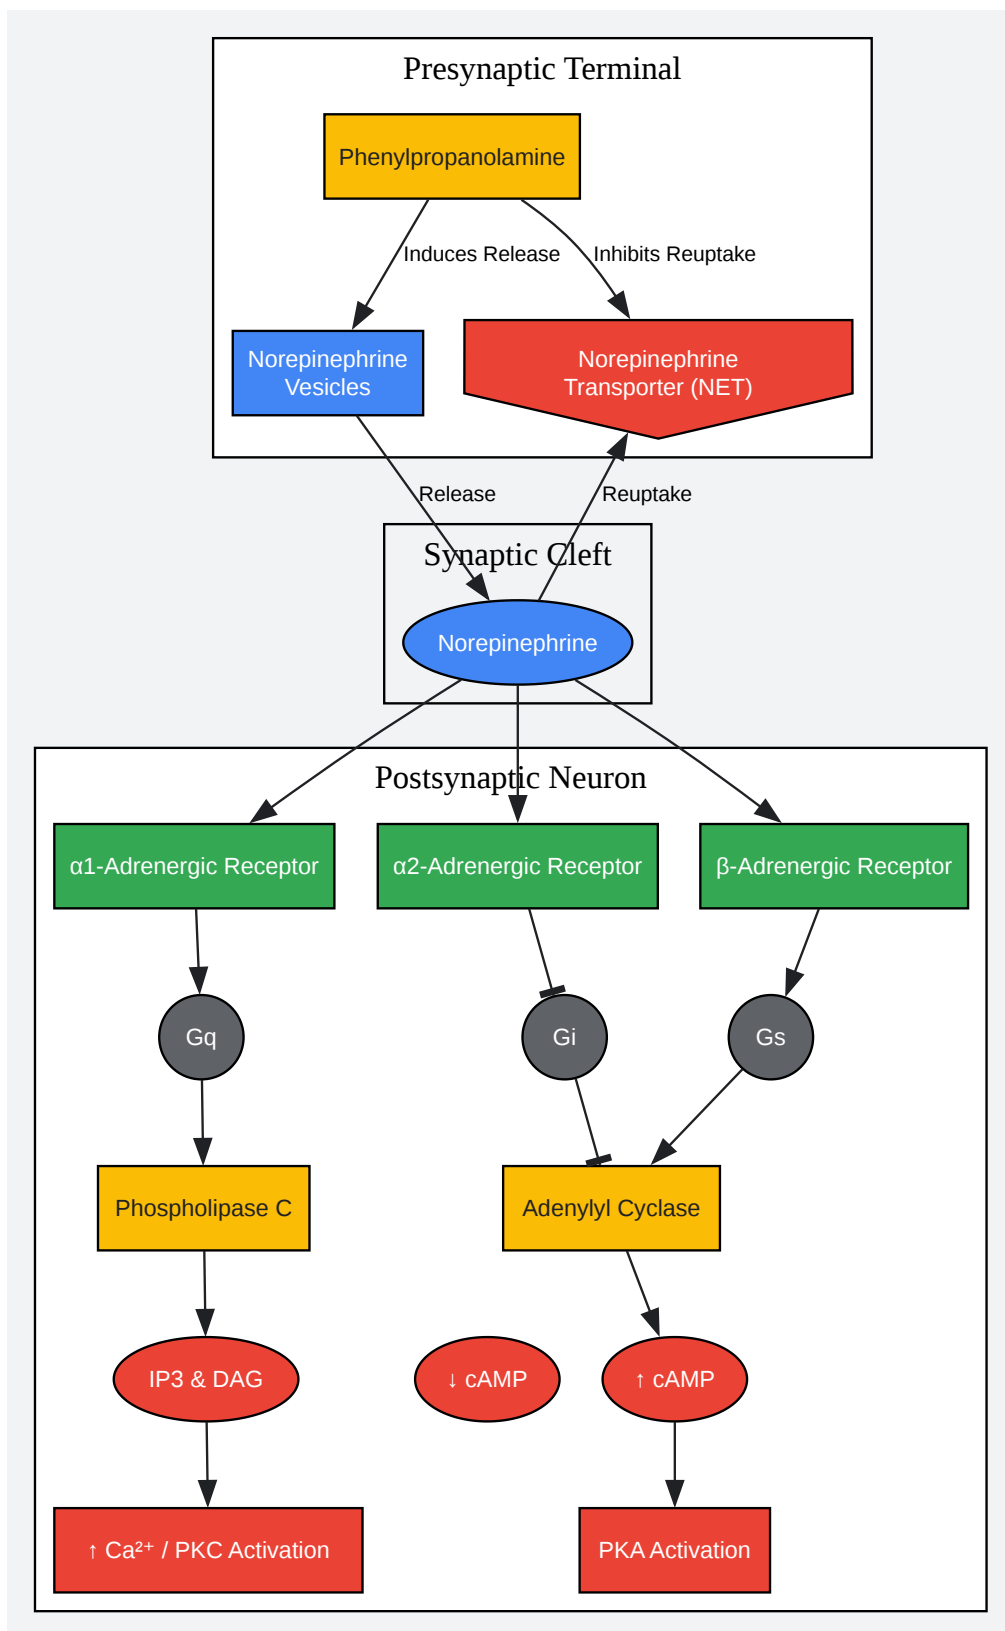 Presynaptic Terminal
Phenylpropanolamine
Induces Release
Inhibits Reuptake
Norepinephrine
Vesicles
Norepinephrine
Transporter (NET)
Release
Reuptake
Synaptic Cleft
Norepinephrine
Postsynaptic Neuron
α1-Adrenergic Receptor
α2-Adrenergic Receptor
β-Adrenergic Receptor
Gq
Gi
Gs
Phospholipase C
Adenylyl Cyclase
IP3 & DAG
↓ cAMP
↑ cAMP
↑ Ca²⁺ / PKC Activation
PKA Activation